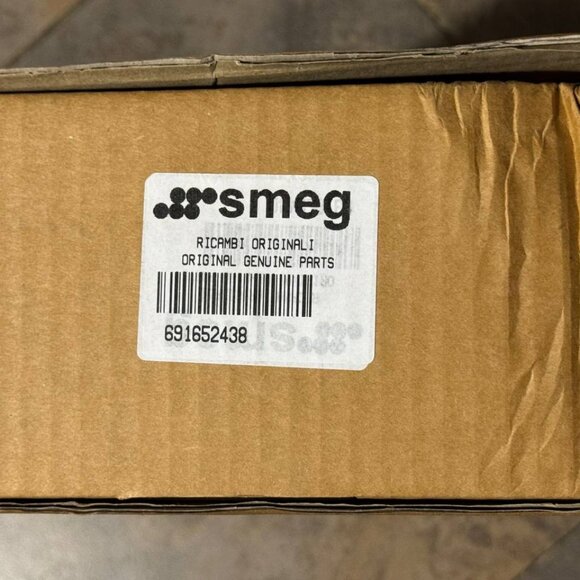 smeg
RICAMBI ORIGINALI
ORIGINAL GENUINE PARTS
691652438